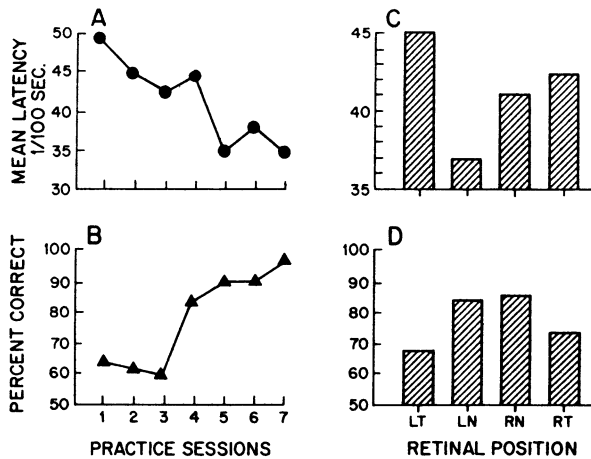 A
MEAN LATENCY
1/100 SEC.
50
45
40
35
30
C
45
41
35
B
PERCENT CORRECT
100
90
80
70
60
50
1 2 3 4 5 6 7
PRACTICE SESSIONS
D
100
90
80
70
60
50
LT LN RN RT
RETINAL POSITION